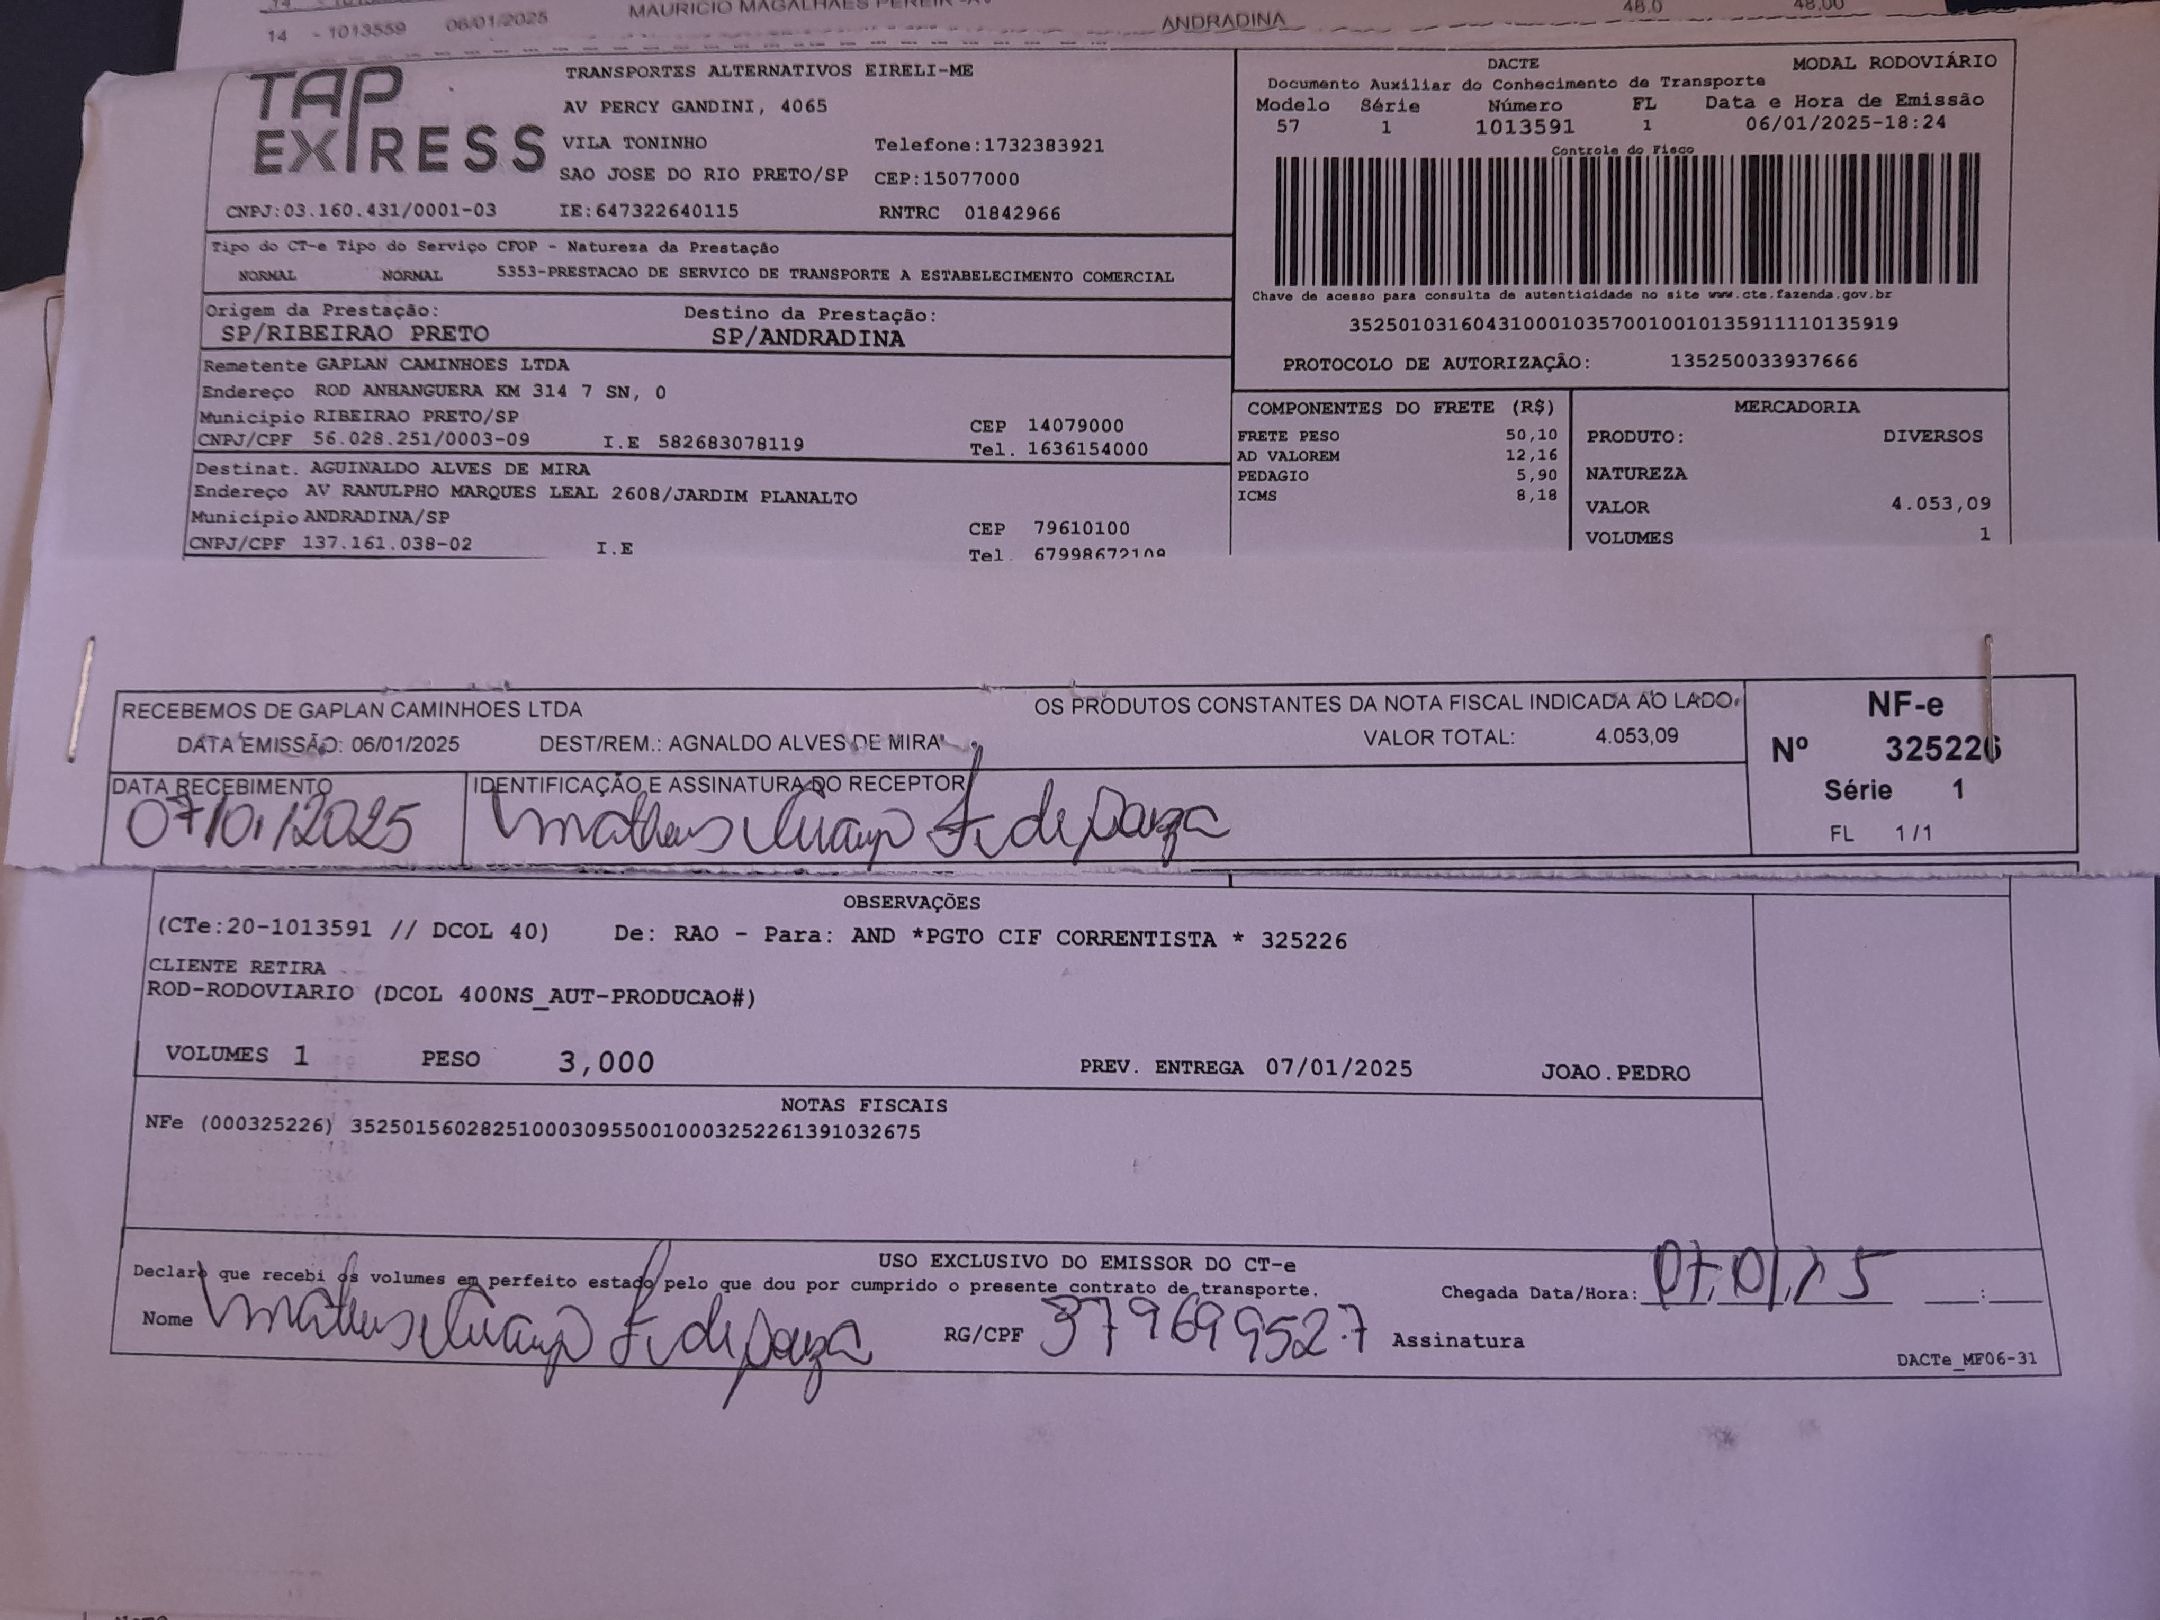 14 - 1013559 06/01/2025 MAURICIO MAGALHAES ANDRADINA 48,0 48,00
TAP EXPRESS
TRANSPORTES ALTERNATIVOS EIRELI-ME
AV PERCY GANDINI, 4065
VILA TONINHO Telefone:1732383921
SAO JOSE DO RIO PRETO/SP CEP:15077000
CNPJ:03.160.431/0001-03 IE:647322640115 RNTRC 01842966
DACTE MODAL RODOVIÁRIO
Documento Auxiliar do Conhecimento de Transporte
Modelo Série Número FL Data e Hora de Emissão
57 1 1013591 1 06/01/2025-18:24
Controle do Fisco
Chave de acesso para consulta de autenticidade no site www.cte.fazenda.gov.br
35250103160431000103570010010135911110135919
PROTOCOLO DE AUTORIZAÇÃO: 135250033937666
Tipo do CT-e Tipo do Serviço CFOP - Natureza da Prestação
NORMAL NORMAL 5353-PRESTACAO DE SERVICO DE TRANSPORTE A ESTABELECIMENTO COMERCIAL
Origem da Prestação: Destino da Prestação:
SP/RIBEIRAO PRETO SP/ANDRADINA
Remetente GAPLAN CAMINHOES LTDA
Endereço ROD ANHANGUERA KM 314 7 SN, 0
Município RIBEIRAO PRETO/SP CEP 14079000
CNPJ/CPF 56.028.251/0003-09 I.E 582683078119 Tel. 1636154000
Destinat. AGUINALDO ALVES DE MIRA
Endereço AV RANULPHO MARQUES LEAL 2608/JARDIM PLANALTO
Município ANDRADINA/SP CEP 79610100
CNPJ/CPF 137.161.038-02 I.E Tel. 67998672108
COMPONENTES DO FRETE (R$)
FRETE PESO 50,10
AD VALOREM 12,16
PEDAGIO 5,90
ICMS 8,18
MERCADORIA
PRODUTO: DIVERSOS
NATUREZA
VALOR 4.053,09
VOLUMES 1
RECEBEMOS DE GAPLAN CAMINHOES LTDA OS PRODUTOS CONSTANTES DA NOTA FISCAL INDICADA AO LADO.
DATA EMISSÃO: 06/01/2025 DEST/REM.: AGNALDO ALVES DE MIRA VALOR TOTAL: 4.053,09
DATA RECEBIMENTO IDENTIFICAÇÃO E ASSINATURA DO RECEPTOR
07/01/2025 Matheus de Souza
NF-e
Nº 325226
Série 1
FL 1/1
OBSERVAÇÕES
(CTe:20-1013591 // DCOL 40) De: RAO - Para: AND *PGTO CIF CORRENTISTA * 325226
CLIENTE RETIRA
ROD-RODOVIARIO (DCOL 400NS_AUT-PRODUCAO#)
VOLUMES 1 PESO 3,000 PREV. ENTREGA 07/01/2025 JOAO.PEDRO
NOTAS FISCAIS
NFe (000325226) 35250156028251000309550010003252261391032675
USO EXCLUSIVO DO EMISSOR DO CT-e
Declaro que recebi os volumes em perfeito estado pelo que dou por cumprido o presente contrato de transporte.
Chegada Data/Hora: 07/01/25 __:__
Nome Matheus de Souza RG/CPF 37969952-7 Assinatura
DACTe_MF06-31